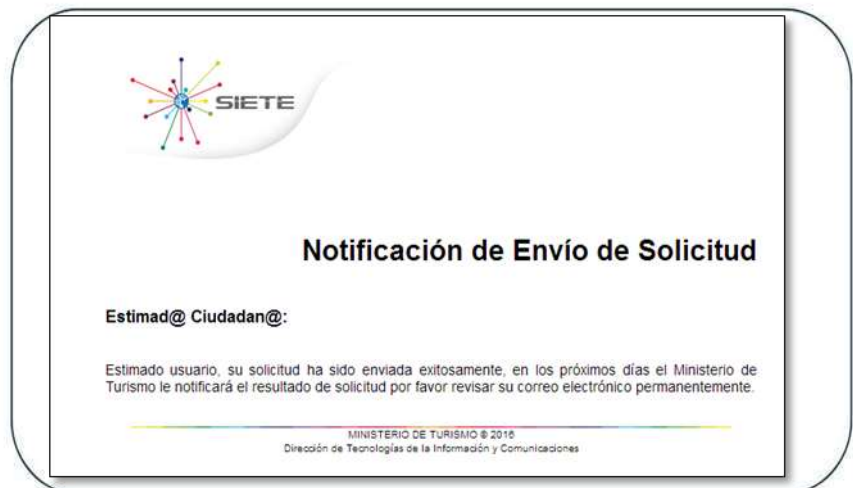 SIETE
Notificación de Envío de Solicitud
Estimad@ Ciudadan@:
Estimado usuario, su solicitud ha sido enviada exitosamente, en los próximos días el Ministerio de
Turismo le notificará el resultado de solicitud por favor revisar su correo electrónico permanentemente.
MINISTERIO DE TURISMO © 2016
Dirección de Tecnologías de la Información y Comunicaciones